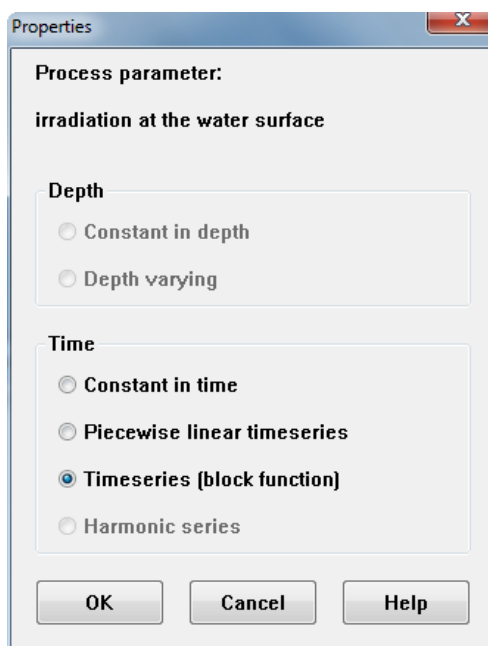 Properties
Process parameter:
irradiation at the water surface
Depth
Constant in depth
Depth varying
Time
Constant in time
Piecewise linear timeseries
Timeseries (block function)
Harmonic series
OK Cancel Help